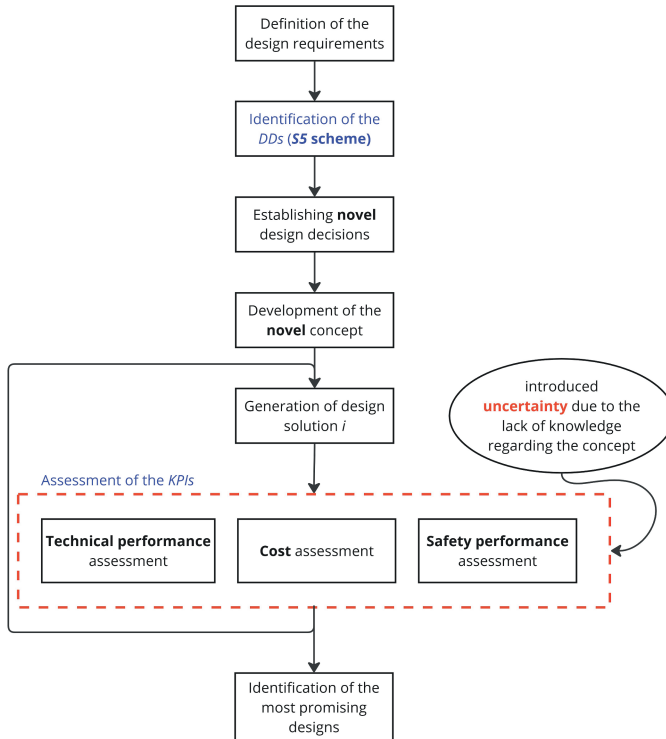 Definition of the
design requirements
Identification of the
DDs (S5 scheme)
Establishing novel
design decisions
Development of the
novel concept
Generation of design
solution i
introduced
uncertainty due to the
lack of knowledge
regarding the concept
Assessment of the KPIs
Technical performance
assessment
Cost assessment
Safety performance
assessment
Identification of the
most promising
designs